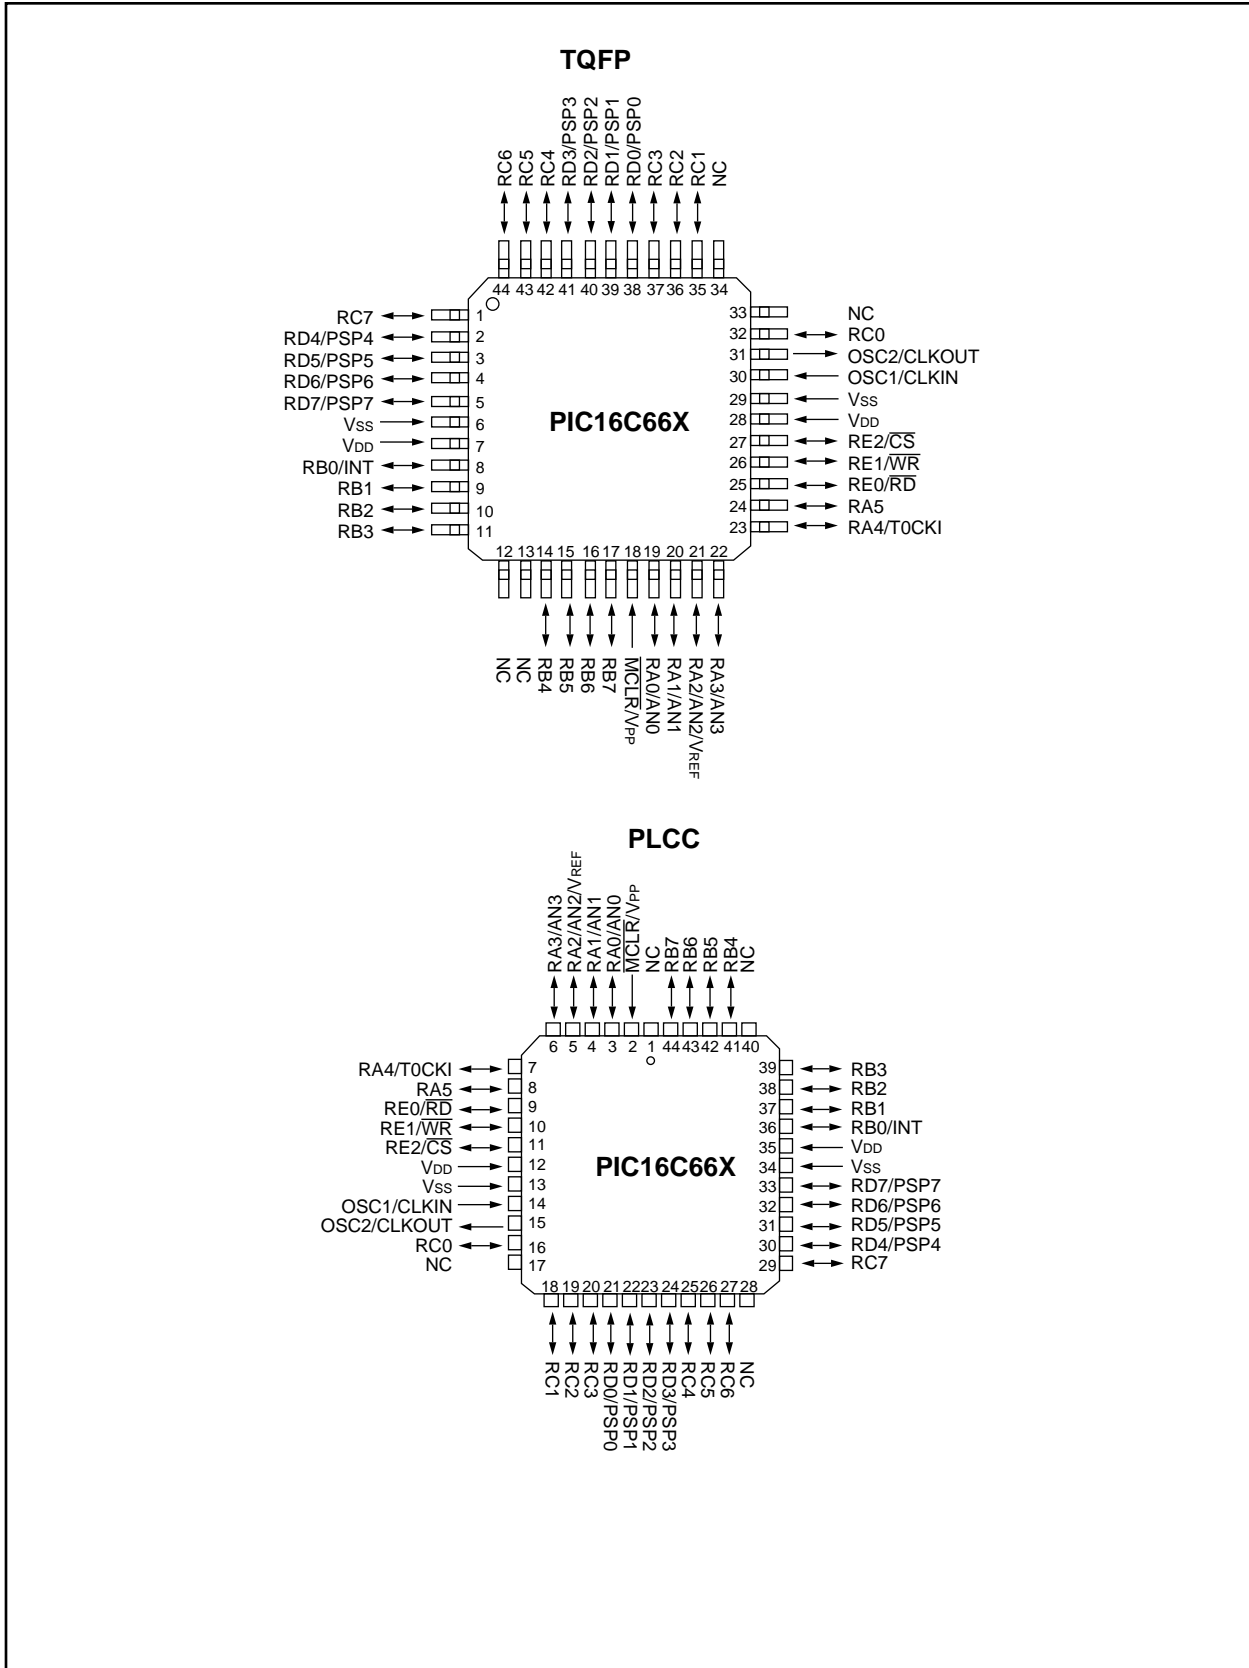 TQFP
RC6
RC5
RC4
RD3/PSP3
RD2/PSP2
RD1/PSP1
RD0/PSP0
RC3
RC2
RC1
NC
44 43 42 41 40 39 38 37 36 35 34
RC7 1
RD4/PSP4 2
RD5/PSP5 3
RD6/PSP6 4
RD7/PSP7 5
VSS 6
VDD 7
RB0/INT 8
RB1 9
RB2 10
RB3 11
PIC16C66X
33 NC
32 RC0
31 OSC2/CLKOUT
30 OSC1/CLKIN
29 VSS
28 VDD
27 RE2/C̅S̅
26 RE1/W̅R̅
25 RE0/R̅D̅
24 RA5
23 RA4/T0CKI
12 13 14 15 16 17 18 19 20 21 22
NC
NC
RB4
RB5
RB6
RB7
M̅C̅L̅R̅/VPP
RA0/AN0
RA1/AN1
RA2/AN2/VREF
RA3/AN3
PLCC
RA3/AN3
RA2/AN2/VREF
RA1/AN1
RA0/AN0
M̅C̅L̅R̅/VPP
NC
RB7
RB6
RB5
RB4
NC
6 5 4 3 2 1 44 43 42 41 40
RA4/T0CKI 7
RA5 8
RE0/R̅D̅ 9
RE1/W̅R̅ 10
RE2/C̅S̅ 11
VDD 12
VSS 13
OSC1/CLKIN 14
OSC2/CLKOUT 15
RC0 16
NC 17
PIC16C66X
39 RB3
38 RB2
37 RB1
36 RB0/INT
35 VDD
34 VSS
33 RD7/PSP7
32 RD6/PSP6
31 RD5/PSP5
30 RD4/PSP4
29 RC7
18 19 20 21 22 23 24 25 26 27 28
RC1
RC2
RC3
RD0/PSP0
RD1/PSP1
RD2/PSP2
RD3/PSP3
RC4
RC5
RC6
NC